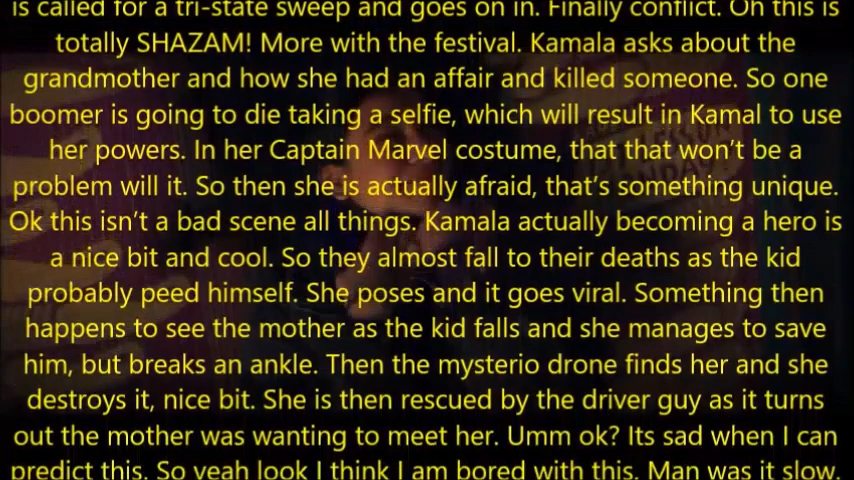 is called for a tri-state sweep and goes on in. Finally conflict. Oh this is
totally SHAZAM! More with the festival. Kamala asks about the
grandmother and how she had an affair and killed someone. So one
boomer is going to die taking a selfie, which will result in Kamal to use
her powers. In her Captain Marvel costume, that that won't be a
problem will it. So then she is actually afraid, that's something unique.
Ok this isn't a bad scene all things. Kamala actually becoming a hero is
a nice bit and cool. So they almost fall to their deaths as the kid
probably peed himself. She poses and it goes viral. Something then
happens to see the mother as the kid falls and she manages to save
him, but breaks an ankle. Then the mysterio drone finds her and she
destroys it, nice bit. She is then rescued by the driver guy as it turns
out the mother was wanting to meet her. Umm ok? Its sad when I can
predict this. So yeah look I think I am bored with this. Man was it slow.